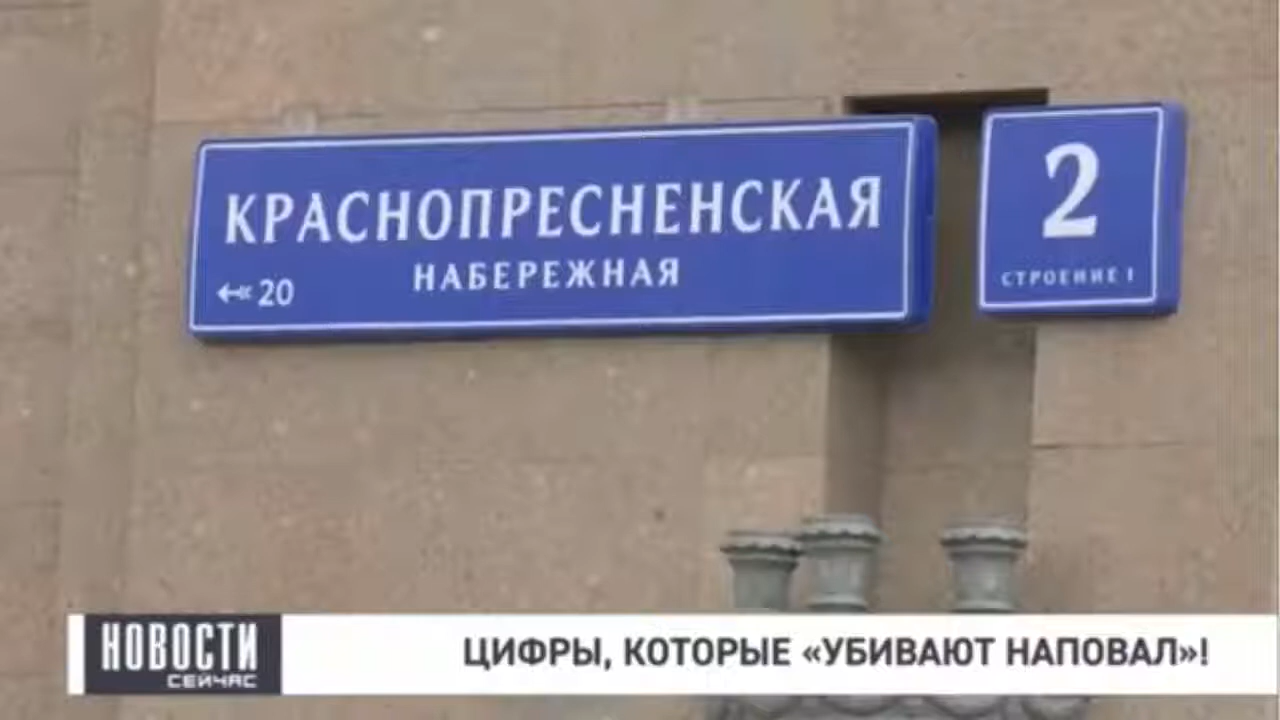 КРАСНОПРЕСНЕНСКАЯ
НАБЕРЕЖНАЯ
20
2
СТРОЕНИЕ 1
НОВОСТИ
СЕЙЧАС
ЦИФРЫ, КОТОРЫЕ «УБИВАЮТ НАПОВАЛ»!